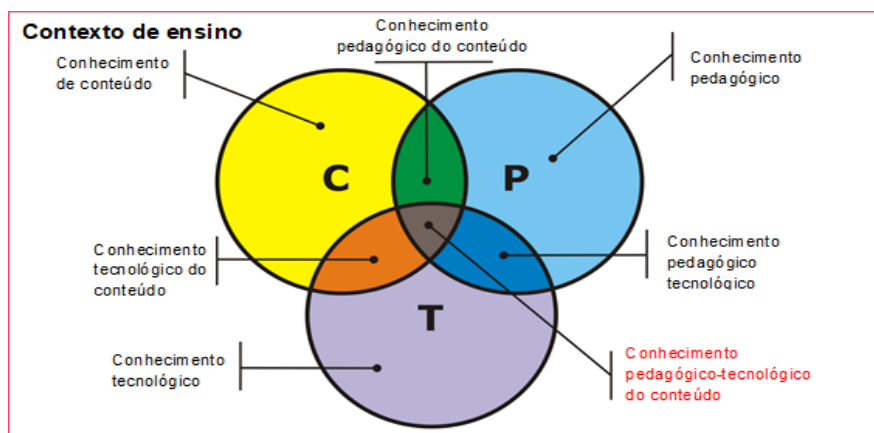 Contexto de ensino
Conhecimento
pedagógico do conteúdo
Conhecimento
de conteúdo
Conhecimento
pedagógico
C
P
Conhecimento
tecnológico do
conteúdo
Conhecimento
pedagógico
tecnológico
T
Conhecimento
tecnológico
Conhecimento
pedagógico-tecnológico
do conteúdo